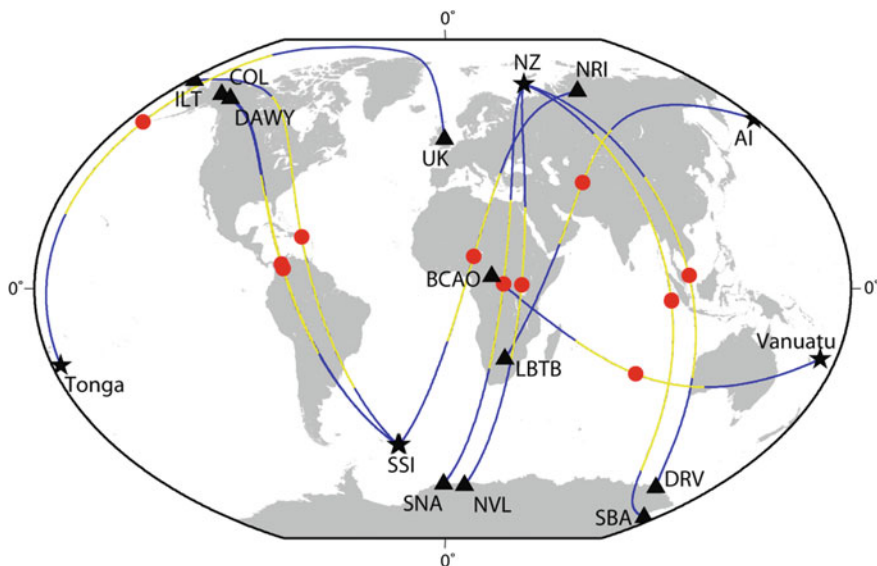 0°
NZ
NRI
COL
ILT
DAWY
UK
AI
BCAO
0°
0°
Vanuatu
LBTB
Tonga
SSI
SNA
NVL
DRV
SBA
0°